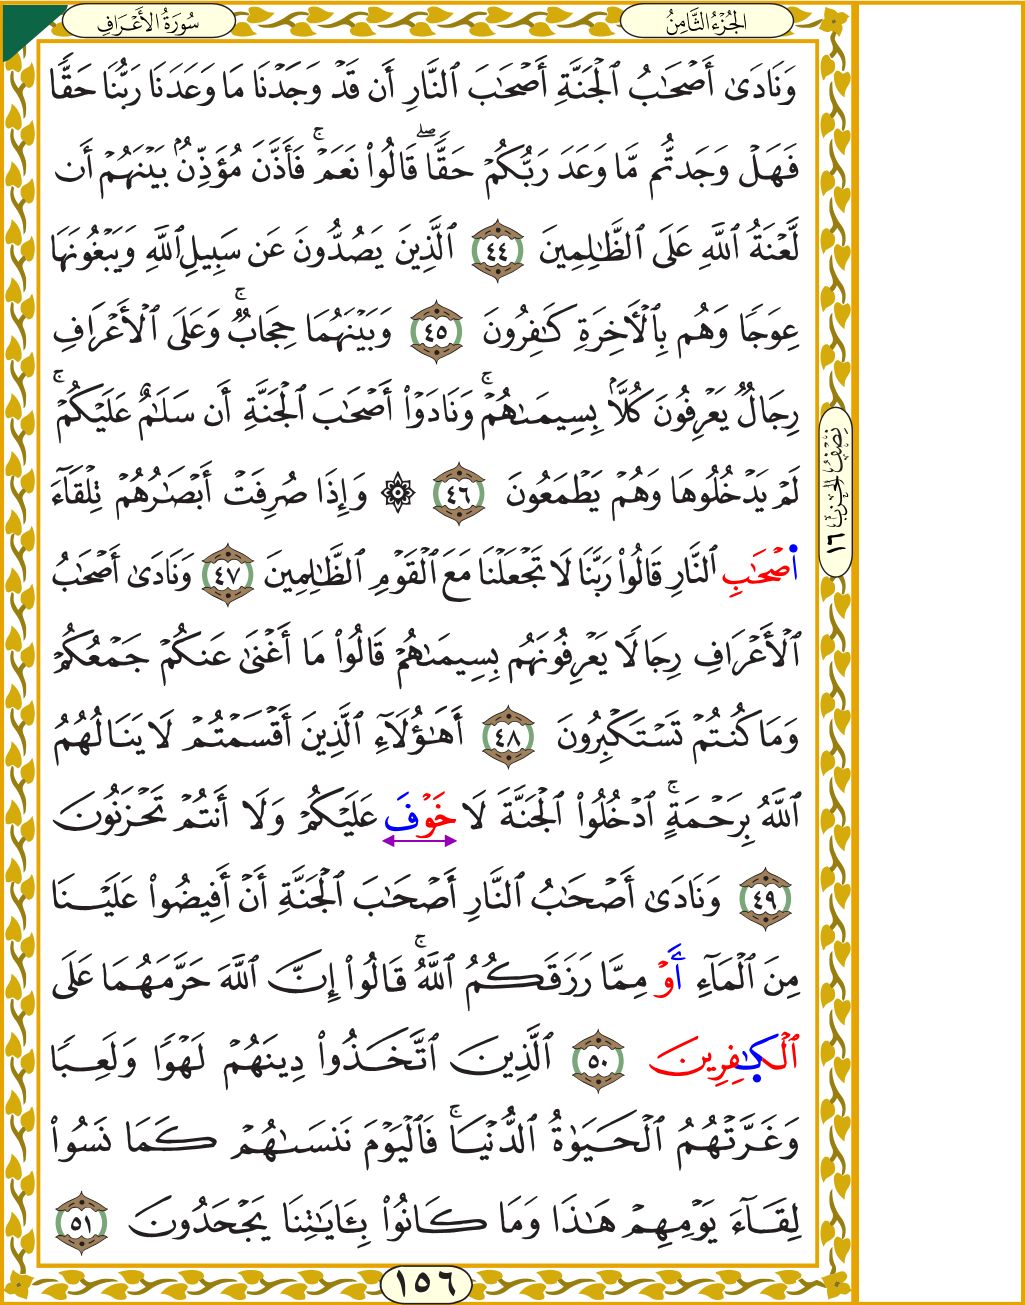 الجُزْءُ الثَّامِنُ
سُورَةُ الأَعْرَافِ
وَنَادَىٰٓ أَصْحَٰبُ ٱلْجَنَّةِ أَصْحَٰبَ ٱلنَّارِ أَن قَدْ وَجَدْنَا مَا وَعَدَنَا رَبُّنَا حَقًّا
فَهَلْ وَجَدتُّم مَّا وَعَدَ رَبُّكُمْ حَقًّاۖ قَالُوا۟ نَعَمْۚ فَأَذَّنَ مُؤَذِّنٌۢ بَيْنَهُمْ أَن
لَّعْنَةُ ٱللَّهِ عَلَى ٱلظَّٰلِمِينَ ٤٤ ٱلَّذِينَ يَصُدُّونَ عَن سَبِيلِ ٱللَّهِ وَيَبْغُونَهَا
عِوَجًا وَهُم بِٱلْءَاخِرَةِ كَٰفِرُونَ ٤٥ وَبَيْنَهُمَا حِجَابٌۚ وَعَلَى ٱلْأَعْرَافِ
رِجَالٌ يَعْرِفُونَ كُلًّۢا بِسِيمَىٰهُمْۚ وَنَادَوْا۟ أَصْحَٰبَ ٱلْجَنَّةِ أَن سَلَٰمٌ عَلَيْكُمْۚ
لَمْ يَدْخُلُوهَا وَهُمْ يَطْمَعُونَ ٤٦ ۞ وَإِذَا صُرِفَتْ أَبْصَٰرُهُمْ تِلْقَآءَ
أَصْحَٰبِ ٱلنَّارِ قَالُوا۟ رَبَّنَا لَا تَجْعَلْنَا مَعَ ٱلْقَوْمِ ٱلظَّٰلِمِينَ ٤٧ وَنَادَىٰٓ أَصْحَٰبُ
ٱلْأَعْرَافِ رِجَالًا يَعْرِفُونَهُم بِسِيمَىٰهُمْ قَالُوا۟ مَآ أَغْنَىٰ عَنكُمْ جَمْعُكُمْ
وَمَا كُنتُمْ تَسْتَكْبِرُونَ ٤٨ أَهَٰٓؤُلَآءِ ٱلَّذِينَ أَقْسَمْتُمْ لَا يَنَالُهُمُ
ٱللَّهُ بِرَحْمَةٍۚ ٱدْخُلُوا۟ ٱلْجَنَّةَ لَا خَوْفٌ عَلَيْكُمْ وَلَآ أَنتُمْ تَحْزَنُونَ
٤٩ وَنَادَىٰٓ أَصْحَٰبُ ٱلنَّارِ أَصْحَٰبَ ٱلْجَنَّةِ أَنْ أَفِيضُوا۟ عَلَيْنَا
مِنَ ٱلْمَآءِ أَوْ مِمَّا رَزَقَكُمُ ٱللَّهُۚ قَالُوٓا۟ إِنَّ ٱللَّهَ حَرَّمَهُمَا عَلَى
ٱلْكَٰفِرِينَ ٥٠ ٱلَّذِينَ ٱتَّخَذُوا۟ دِينَهُمْ لَهْوًا وَلَعِبًا
وَغَرَّتْهُمُ ٱلْحَيَوٰةُ ٱلدُّنْيَاۚ فَٱلْيَوْمَ نَنسَىٰهُمْ كَمَا نَسُوا۟
لِقَآءَ يَوْمِهِمْ هَٰذَا وَمَا كَانُوا۟ بِـَٔايَٰتِنَا يَجْحَدُونَ ٥١
نِصْفُ الحِزْبِ ١٦
١٥٦